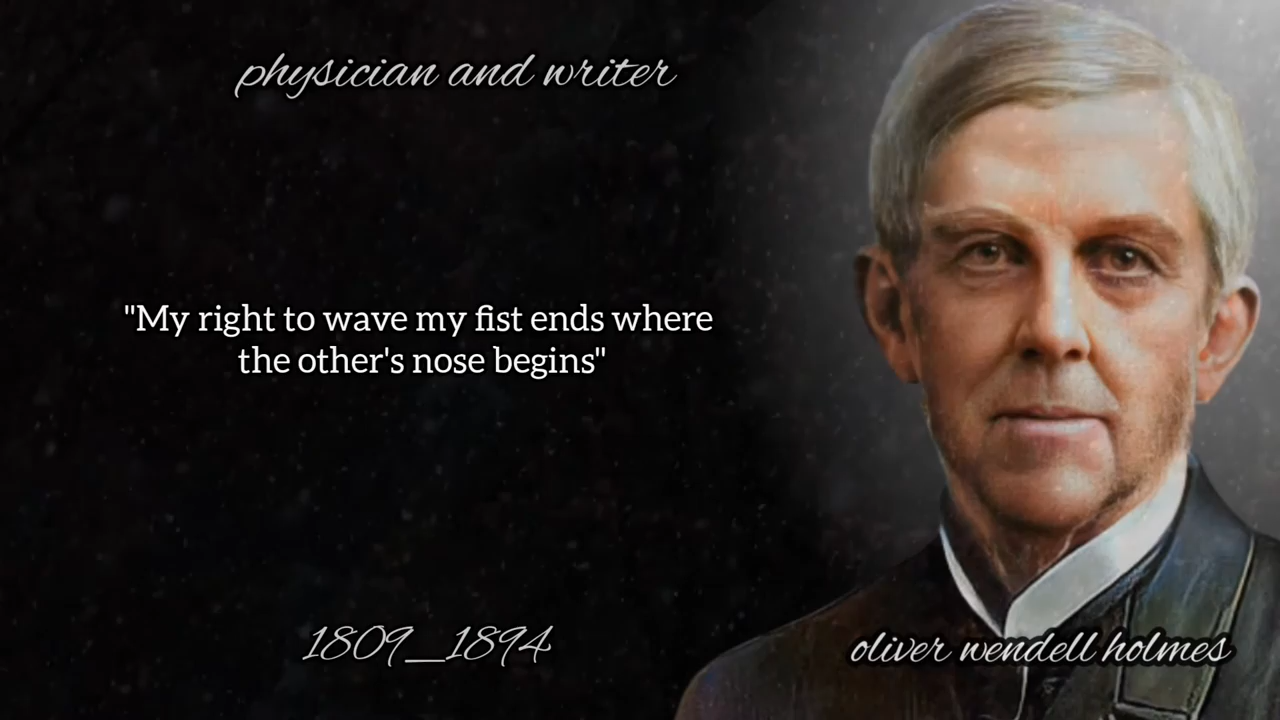 physician and writer
"My right to wave my fist ends where
the other's nose begins"
1809_1894
oliver wendell holmes